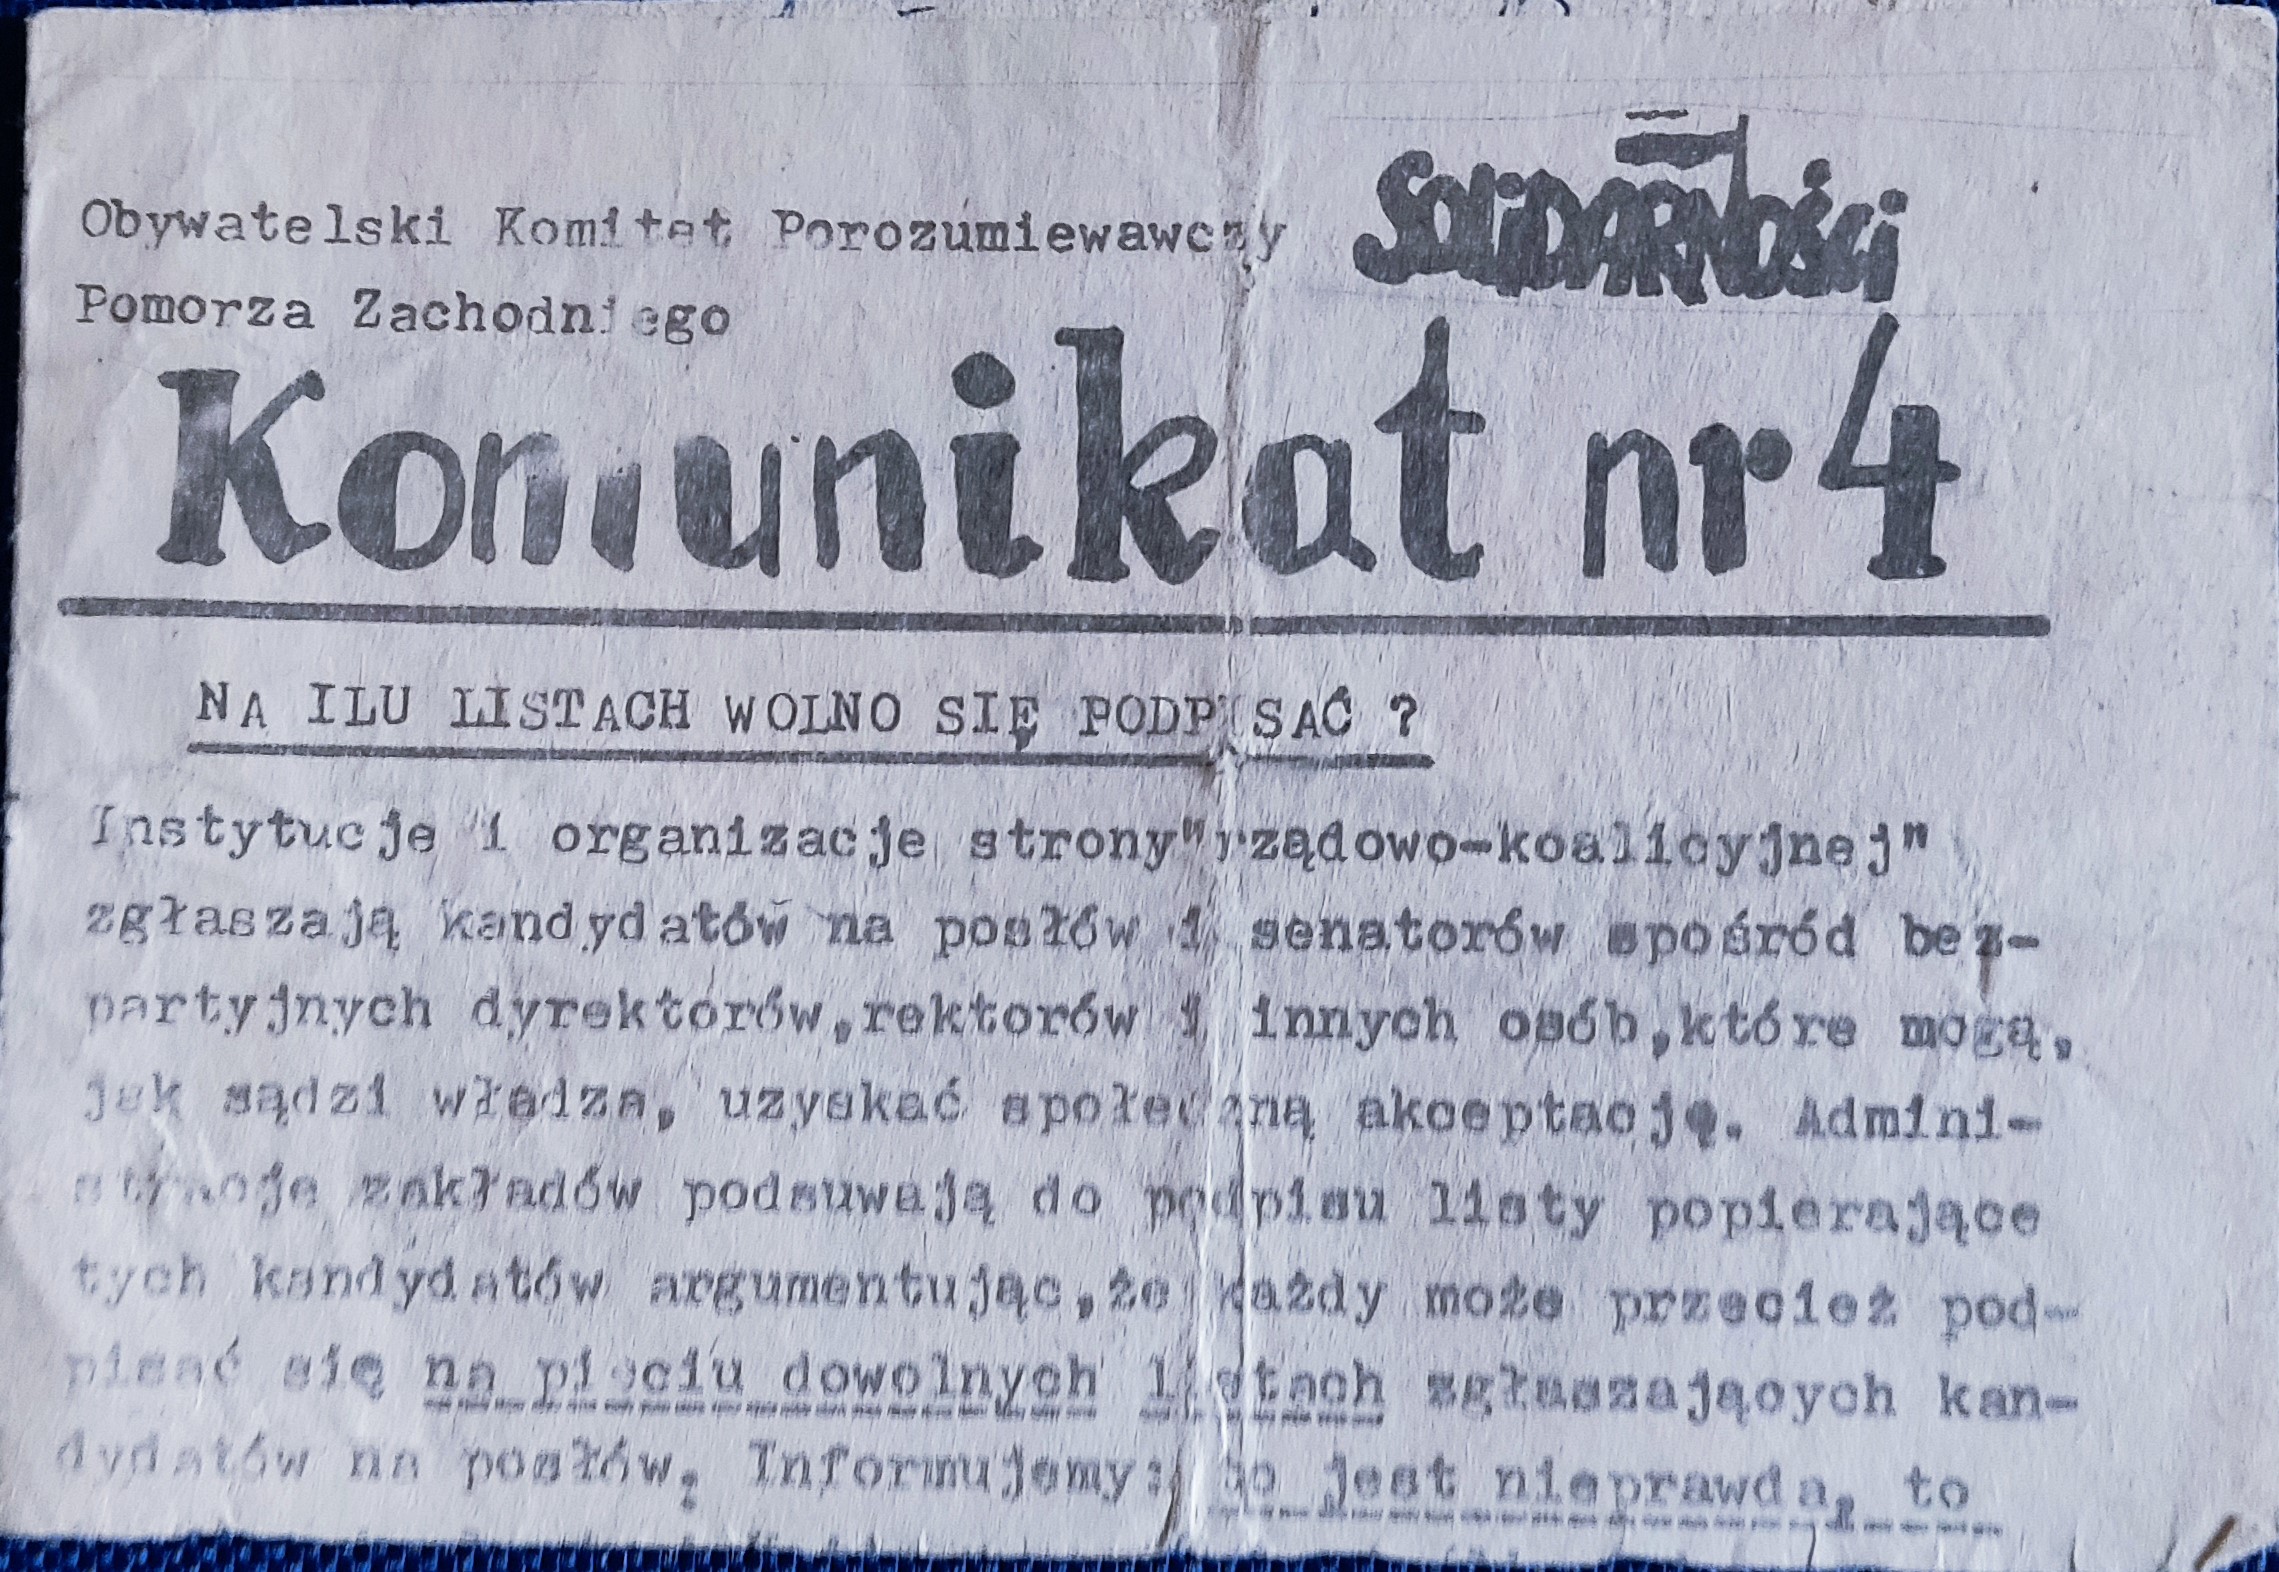 Obywatelski Komitet Porozumiewawczy
SOLIDARNOŚCI
Pomorza Zachodniego
Komunikat nr 4
NA ILU LISTACH WOLNO SIĘ PODPISAĆ ?
Instytucje i organizacje strony"rządowo-koalicyjnej"
zgłaszają kandydatów na posłów i senatorów spośród bez-
partyjnych dyrektorów,rektorów i innych osób,które mogą,
jak sądzi władza, uzyskać społeczną akceptację. Admini-
stracje zakładów podsuwają do podpisu listy popierające
tych kandydatów argumentując,że każdy może przecież pod-
pisać się na pięciu dowolnych listach zgłaszających kan-
dydatów na posłów. Informujemy: to jest nieprawda, to